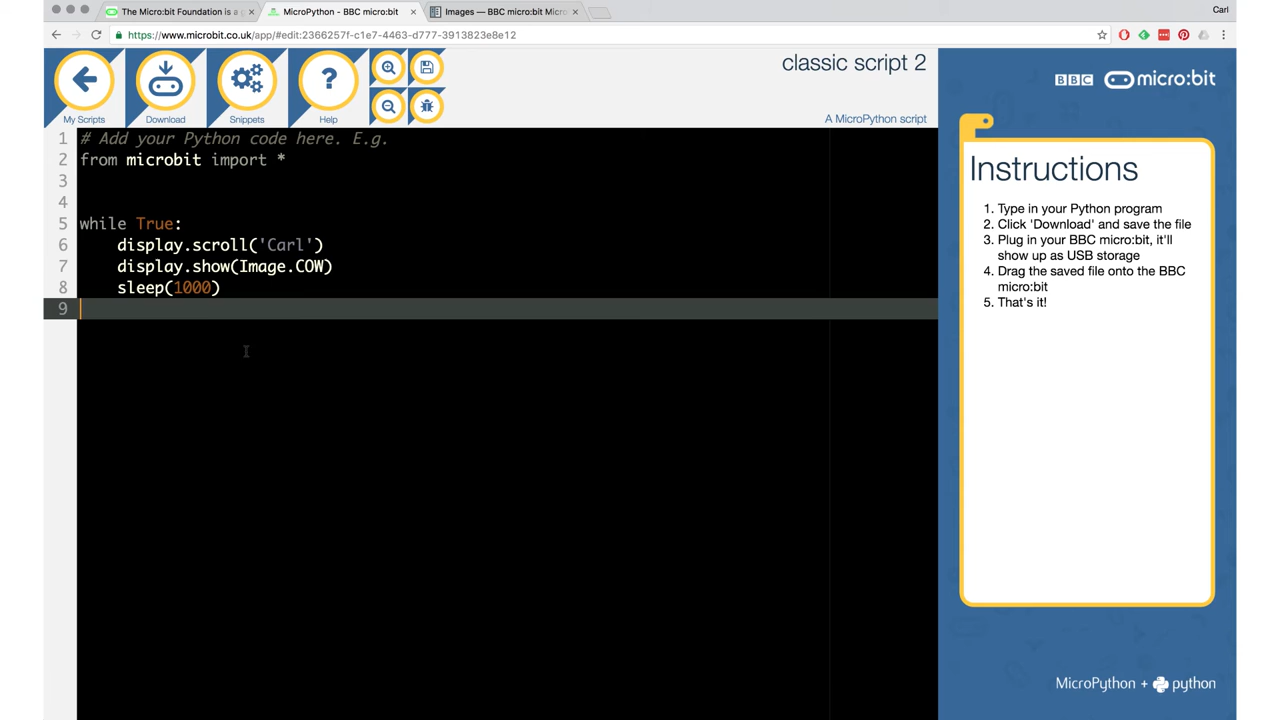 The Micro:bit Foundation is a
MicroPython - BBC micro:bit
Images — BBC micro:bit Micro
Carl
https://www.microbit.co.uk/app/#edit:2366257f-c1e7-4463-d777-3913823e8e12
My Scripts
Download
Snippets
?
Help
classic script 2
A MicroPython script
BBC micro:bit
1 # Add your Python code here. E.g.
2 from microbit import *
3
4
5 while True:
6 display.scroll('Carl')
7 display.show(Image.COW)
8 sleep(1000)
9
Instructions
1. Type in your Python program
2. Click 'Download' and save the file
3. Plug in your BBC micro:bit, it'll
show up as USB storage
4. Drag the saved file onto the BBC
micro:bit
5. That's it!
MicroPython + python